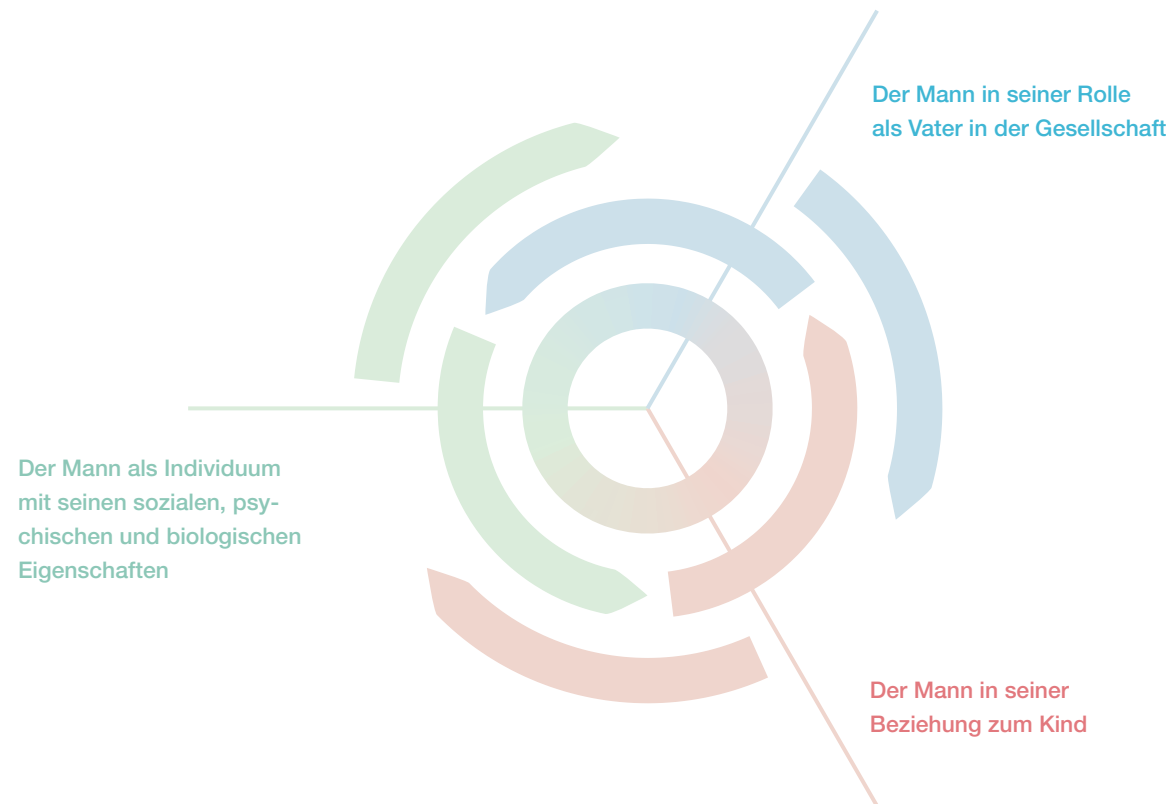 Der Mann in seiner Rolle
als Vater in der Gesellschaft
Der Mann als Individuum
mit seinen sozialen, psy-
chischen und biologischen
Eigenschaften
Der Mann in seiner
Beziehung zum Kind